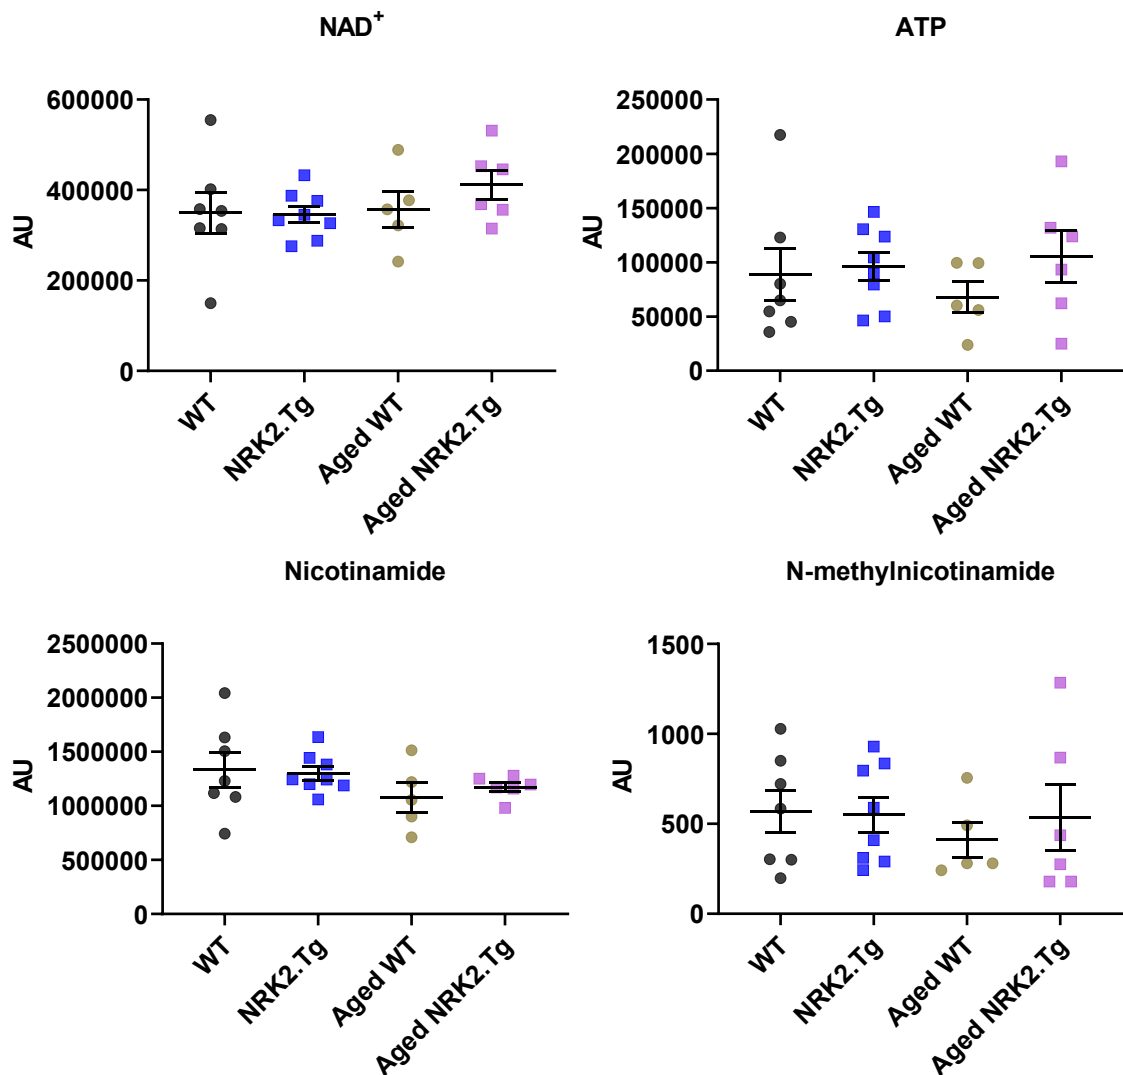 NAD+
ATP
600000
400000
200000
0
AU
WT
NRK2.Tg
Aged WT
Aged NRK2.Tg
250000
200000
150000
100000
50000
0
AU
WT
NRK2.Tg
Aged WT
Aged NRK2.Tg
Nicotinamide
N-methylnicotinamide
2500000
2000000
1500000
1000000
500000
0
AU
WT
NRK2.Tg
Aged WT
Aged NRK2.Tg
1500
1000
500
0
AU
WT
NRK2.Tg
Aged WT
Aged NRK2.Tg